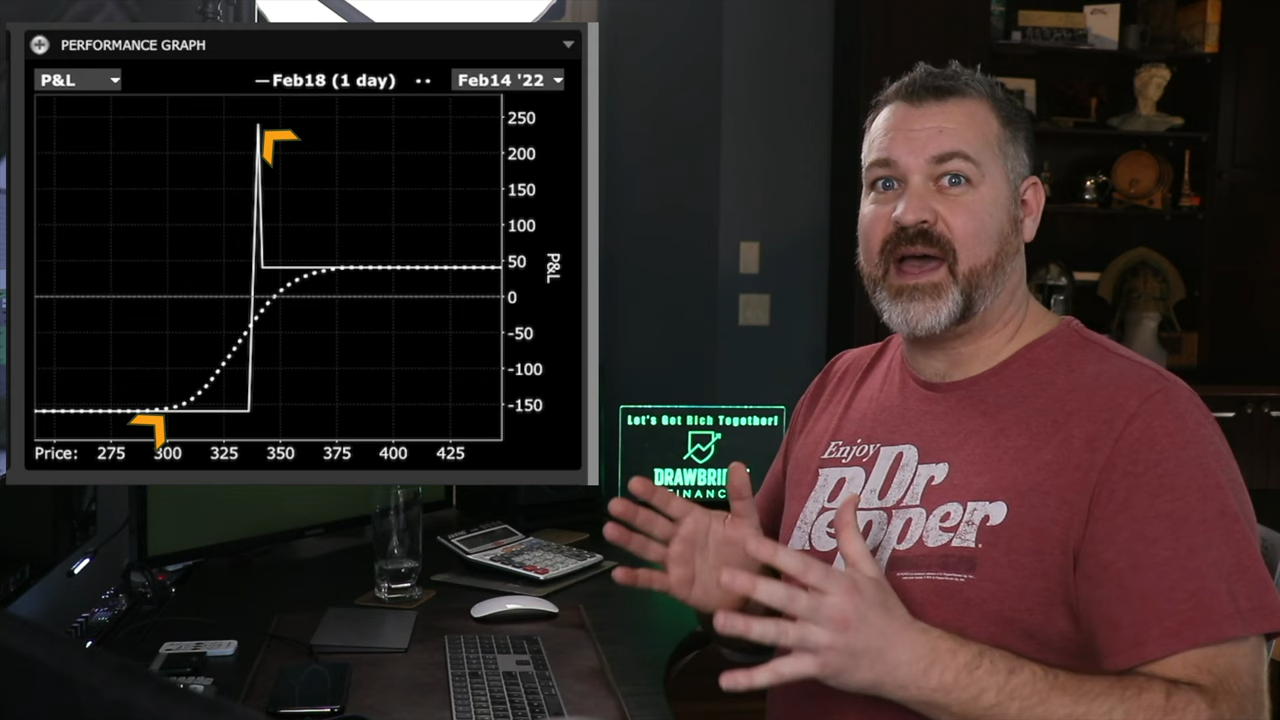 PERFORMANCE GRAPH
P&L
Feb18 (1 day)
Feb14 '22
250
200
150
100
50
0
-50
-100
-150
P&L
Price: 275 300 325 350 375 400 425
Let's Get Rich Together!
DRAWBRI
FINANC
Enjoy
Dr
Pepper